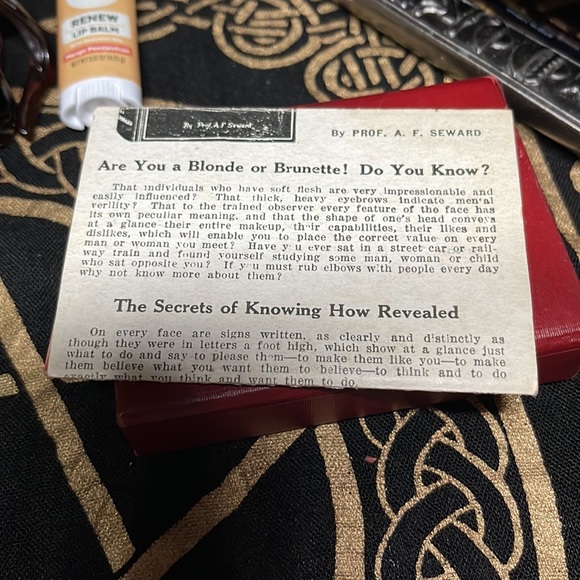 RENEW
LIP BALM
By Prof. A.F. Seward
By PROF. A. F. SEWARD
Are You a Blonde or Brunette! Do You Know?
That individuals who have soft flesh are very impressionable and
easily influenced? That thick, heavy eyebrows indicate mental
verility? That to the trained observer every feature of the face has
its own peculiar meaning, and that the shape of one's head conveys
at a glance their entire makeup, their capabilities, their likes and
dislikes, which will enable you to place the correct value on every
man or woman you meet? Have you ever sat in a street car or rail-
way train and found yourself studying some man, woman or child
who sat opposite you? If you must rub elbows with people every day
why not know more about them?
The Secrets of Knowing How Revealed
On every face are signs written, as clearly and distinctly as
though they were in letters a foot high, which show at a glance just
what to do and say to please them—to make them like you—to make
them believe what you want them to believe—to think and to do
exactly what you think and want them to do.